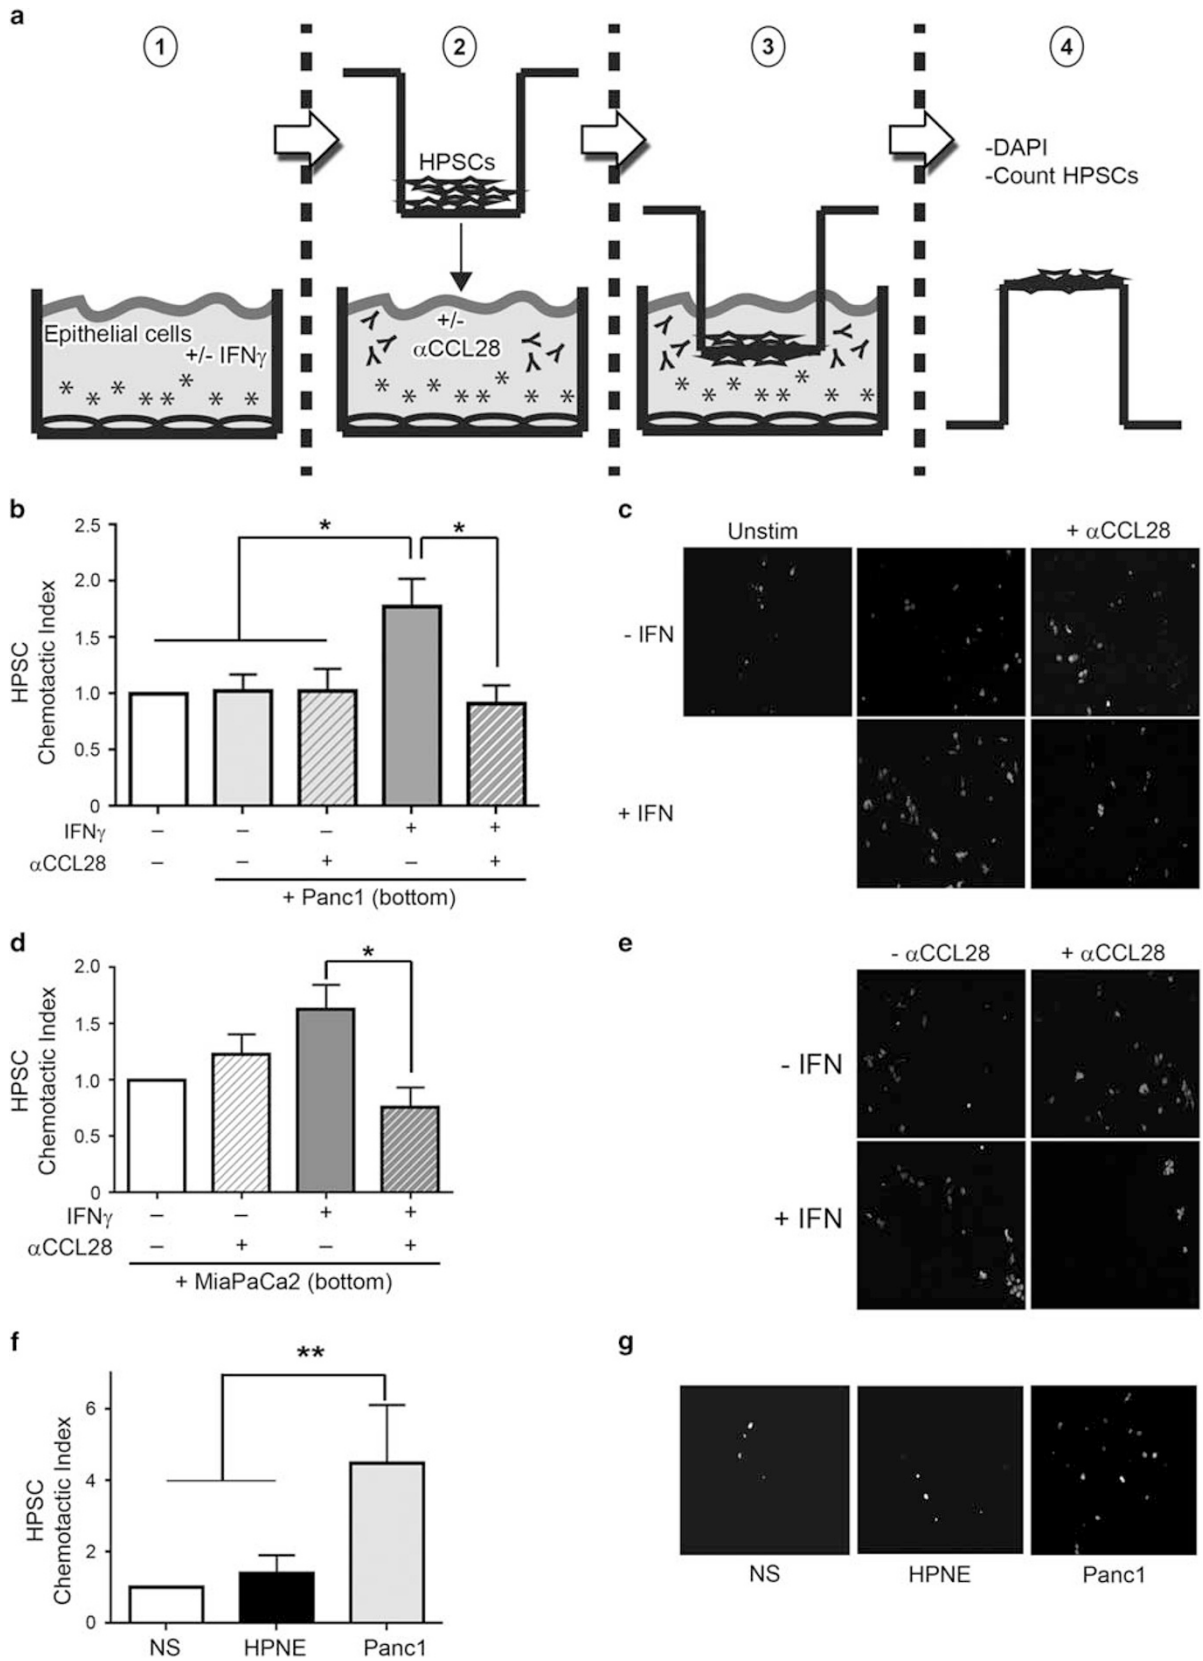 a
1 2 3 4
HPSCs
-DAPI
-Count HPSCs
Epithelial cells
+/- IFNγ
* * * * * * * *
+/-
αCCL28
* * * * * * * *
* * * * * * * *
b
HPSC
Chemotactic Index
2.5
2.0
1.5
1.0
0.5
0
* *
IFNγ – – – + +
αCCL28 – – + – +
+ Panc1 (bottom)
c
Unstim + αCCL28
- IFN
+ IFN
d
HPSC
Chemotactic Index
2.0
1.5
1.0
0.5
0
*
IFNγ – – + +
αCCL28 – + – +
+ MiaPaCa2 (bottom)
e
- αCCL28 + αCCL28
- IFN
+ IFN
f
HPSC
Chemotactic Index
6
4
2
0
**
NS HPNE Panc1
g
NS HPNE Panc1